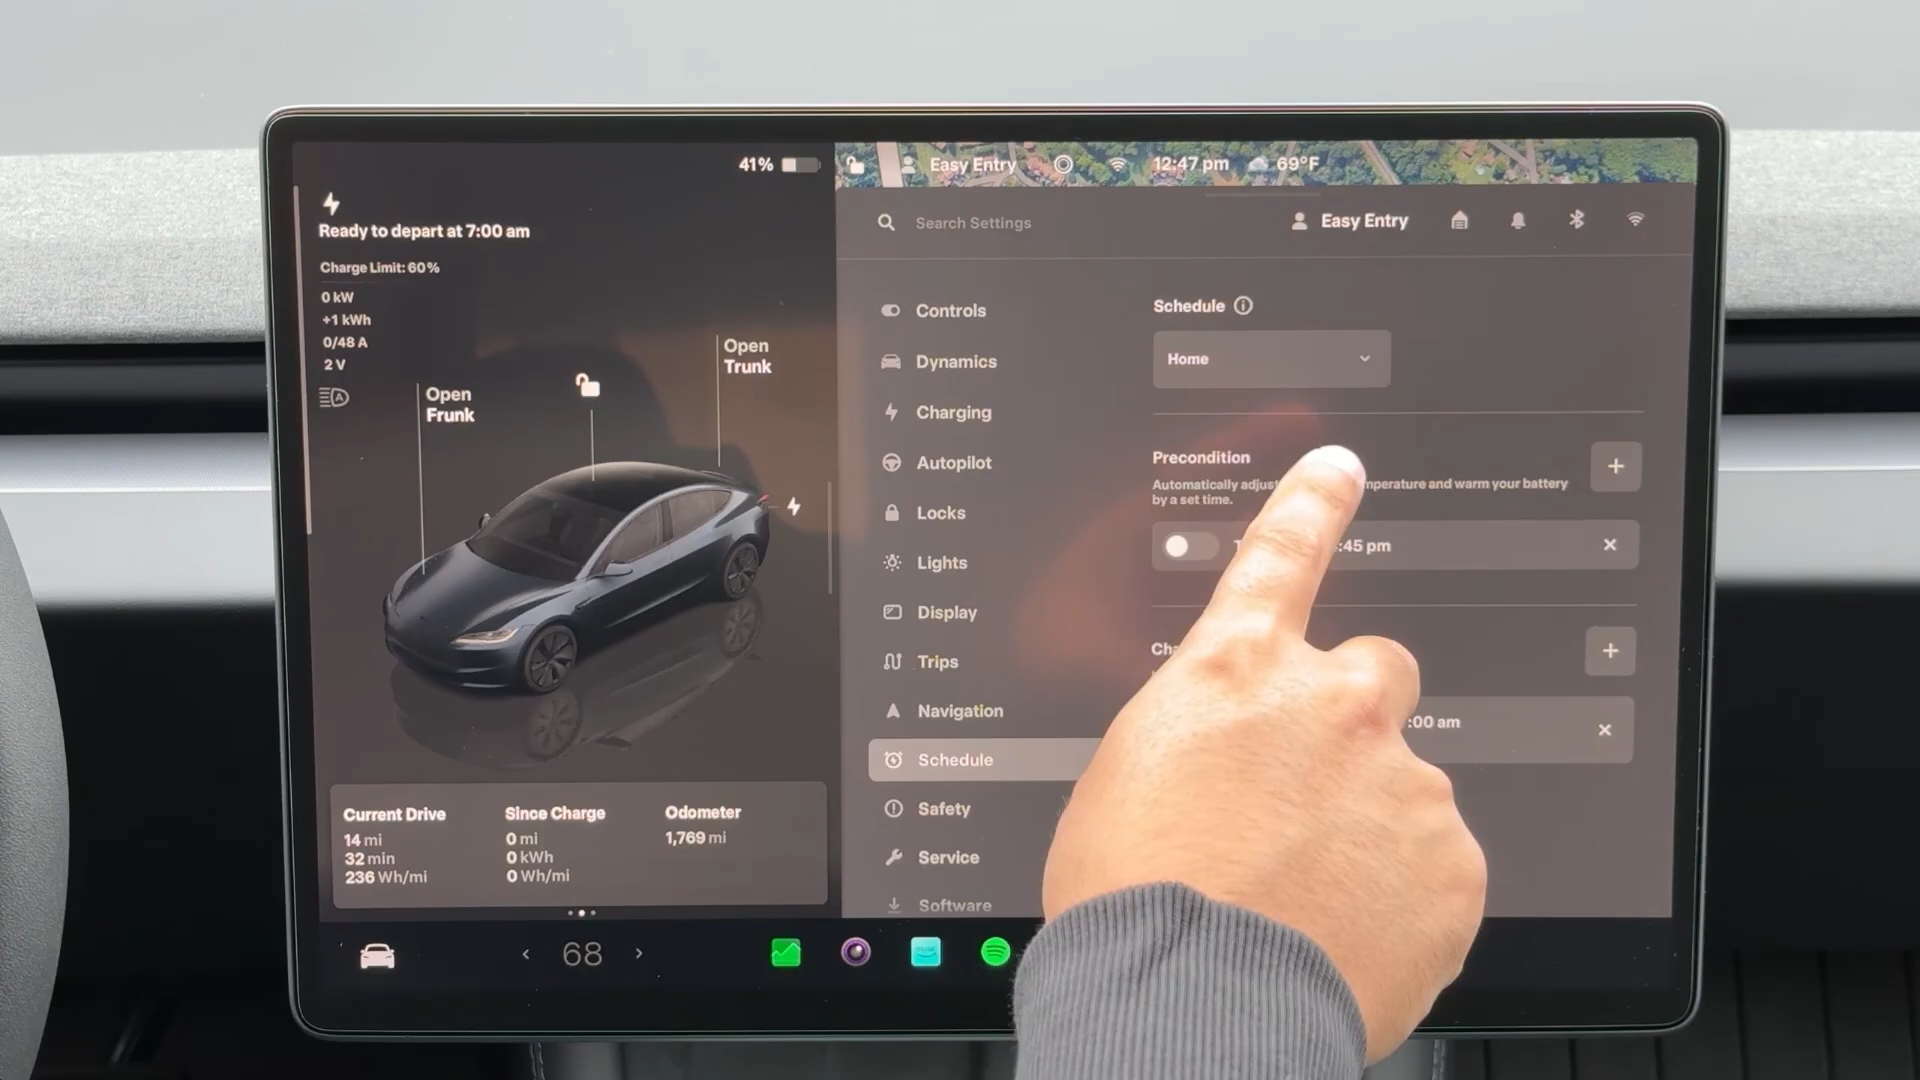 41%
Ready to depart at 7:00 am
Charge Limit: 60%
0 kW
+1 kWh
0/48 A
2 V
Open
Frunk
Open
Trunk
Current Drive
14 mi
32 min
236 Wh/mi
Since Charge
0 mi
0 kWh
0 Wh/mi
Odometer
1,769 mi
Easy Entry
12:47 pm
69°F
Search Settings
Easy Entry
Controls
Dynamics
Charging
Autopilot
Locks
Lights
Display
Trips
Navigation
Schedule
Safety
Service
Software
Schedule
Home
Precondition
Automatically temperature and warm your battery
by a set time.
:45 pm
:00 am
68